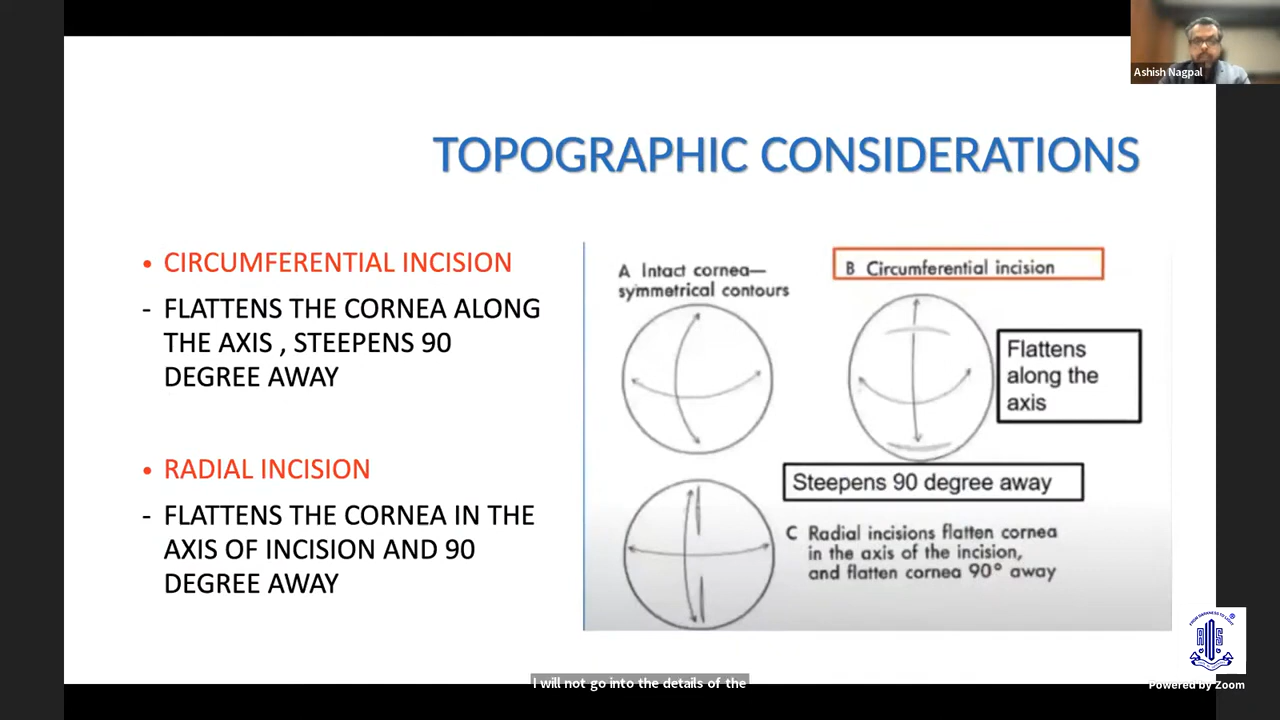 Ashish Nagpal
TOPOGRAPHIC CONSIDERATIONS
• CIRCUMFERENTIAL INCISION
- FLATTENS THE CORNEA ALONG
THE AXIS , STEEPENS 90
DEGREE AWAY
• RADIAL INCISION
- FLATTENS THE CORNEA IN THE
AXIS OF INCISION AND 90
DEGREE AWAY
A Intact cornea—
symmetrical contours
B Circumferential incision
Flattens
along the
axis
Steepens 90 degree away
C Radial incisions flatten cornea
in the axis of the incision,
and flatten cornea 90° away
I will not go into the details of the
Powered by Zoom